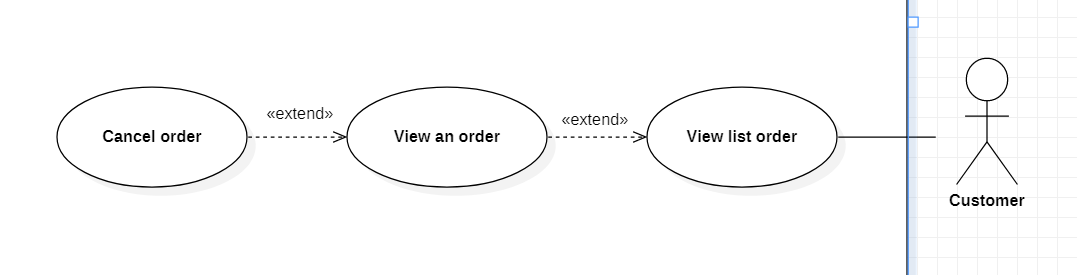 «extend»
«extend»
Cancel order
View an order
View list order
Customer